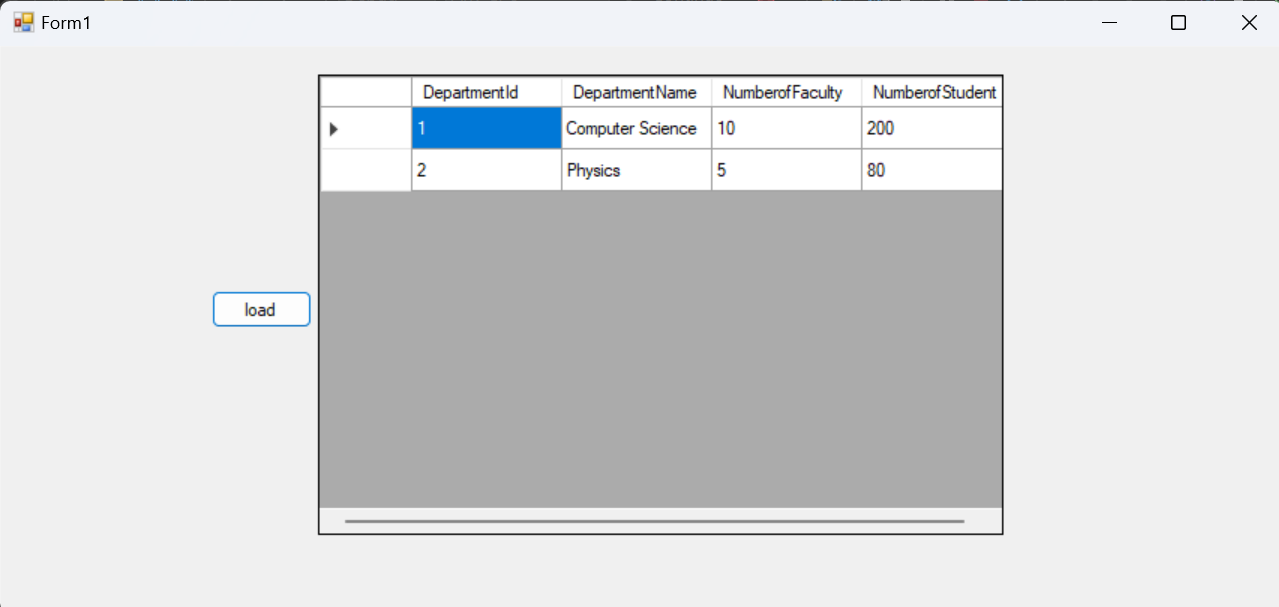 Form1
DepartmentId DepartmentName NumberofFaculty NumberofStudent
1 Computer Science 10 200
2 Physics 5 80
load